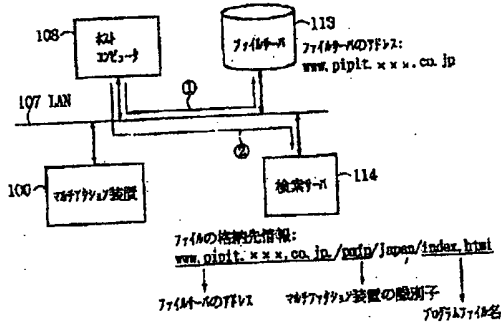 108
ホスト
コンピュータ
113
ファイルサーバ
ファイルサーバのアドレス:
www.pipit.×××.co.jp
①
107 LAN
②
100
マルチファンクション装置
検索サーバ
114
ファイルの格納先情報:
www.pipit.×××.co.jp./pmfp/japan/index.html
ファイルサーバのアドレス
マルチファンクション装置の識別子
プログラムファイル名